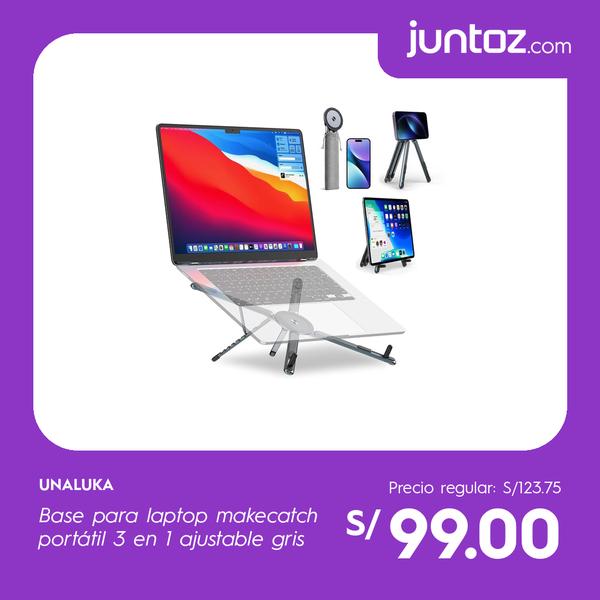 juntoz.com
UNALUKA
Base para laptop makecatch
portátil 3 en 1 ajustable gris
Precio regular: S/123.75
S/99.00